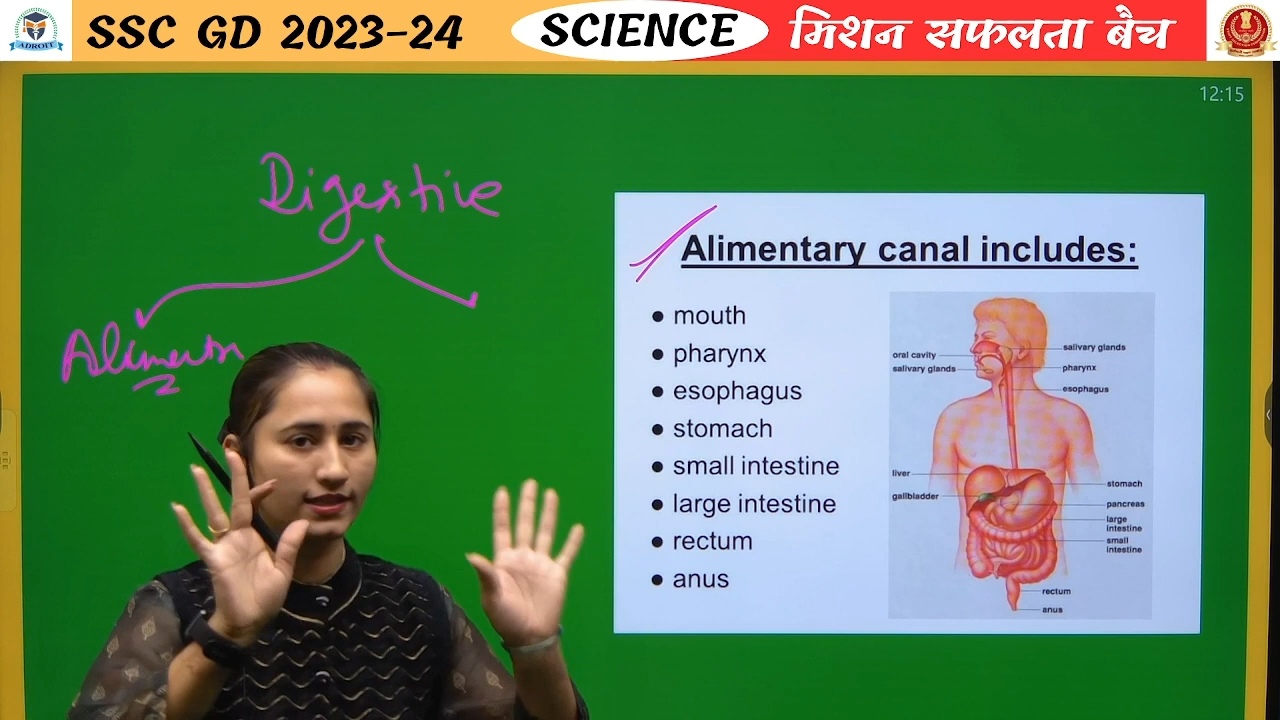 ADROIT
SSC GD 2023-24
SCIENCE
मिशन सफलता बैच
12:15
Digestive
Alimenta
Alimentary canal includes:
● mouth
● pharynx
● esophagus
● stomach
● small intestine
● large intestine
● rectum
● anus
oral cavity
salivary glands
salivary glands
pharynx
esophagus
liver
gallbladder
stomach
pancreas
large
intestine
small
intestine
rectum
anus